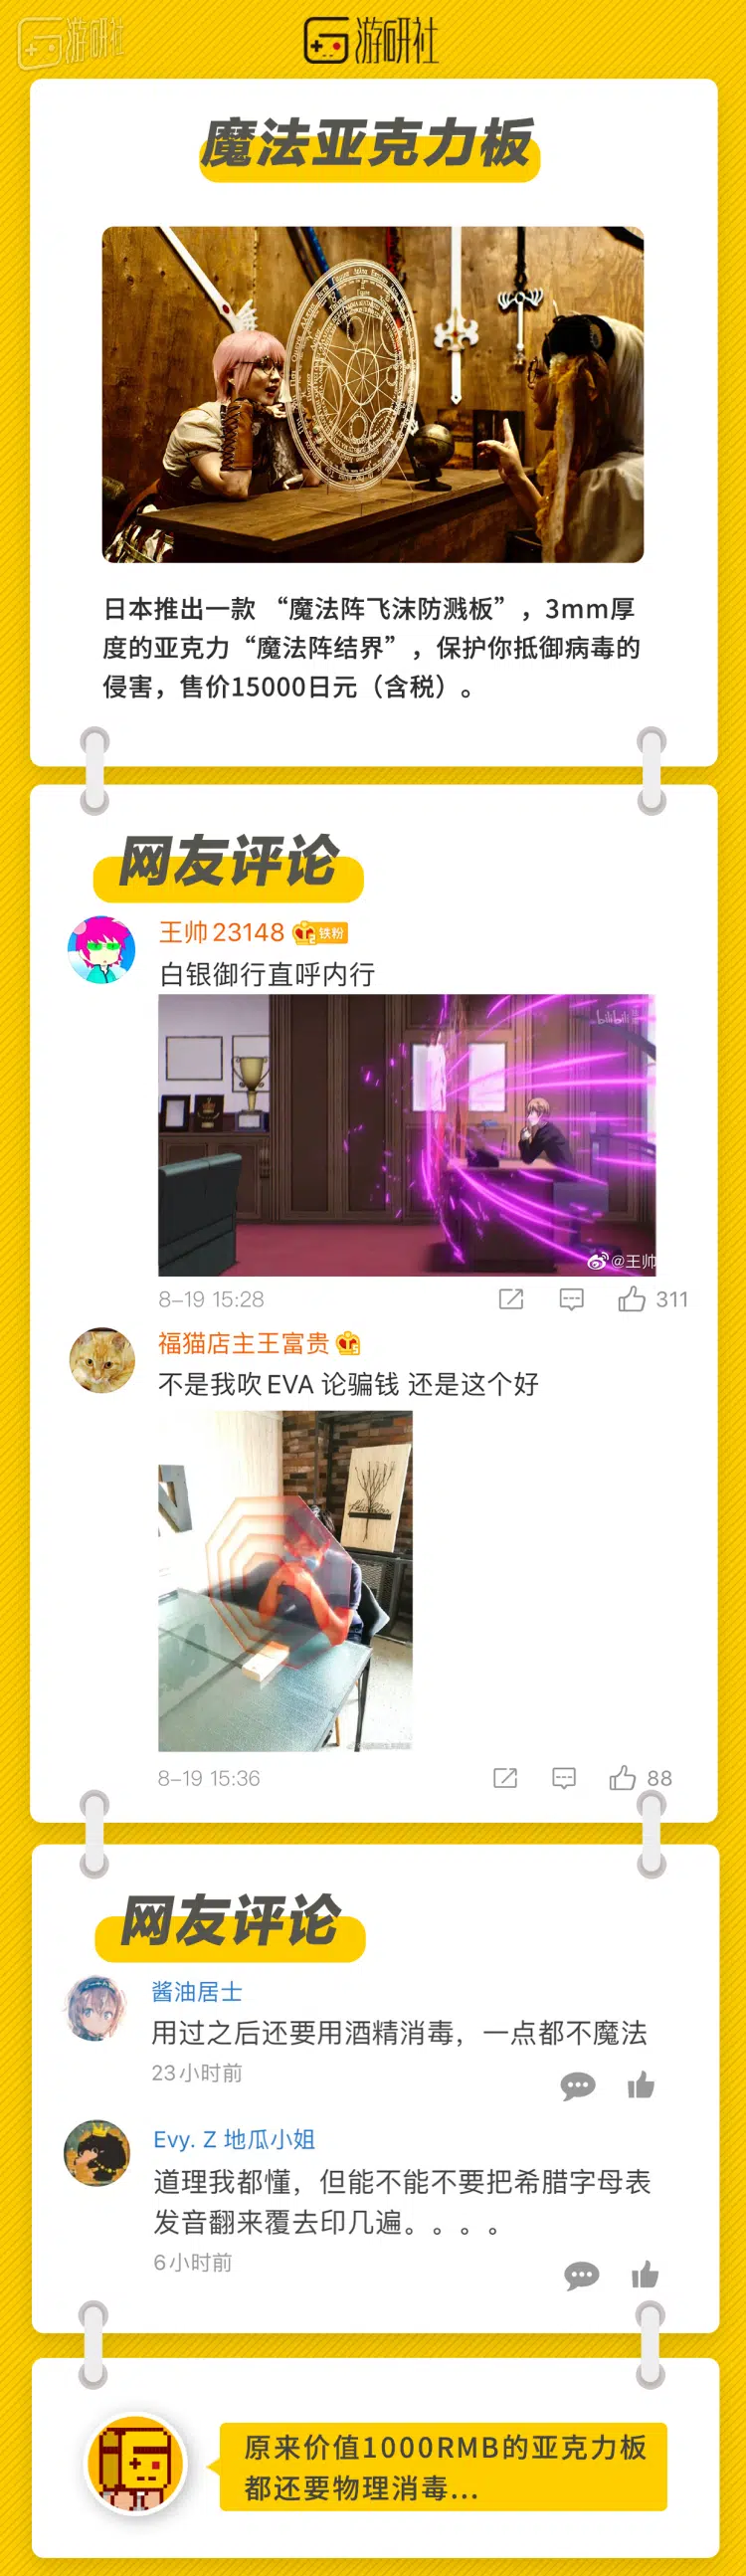 游研社
游研社
魔法亚克力板
日本推出一款 “魔法阵飞沫防溅板”，3mm厚
度的亚克力“魔法阵结界”，保护你抵御病毒的
侵害，售价15000日元（含税）。
网友评论
王帅23148
铁粉
白银御行直呼内行
bilibili
@王帅
8-19 15:28
311
福猫店主王富贵
不是我吹 EVA 论骗钱 还是这个好
8-19 15:36
88
网友评论
酱油居士
用过之后还要用酒精消毒，一点都不魔法
23小时前
Evy. Z 地瓜小姐
道理我都懂，但能不能不要把希腊字母表
发音翻来覆去印几遍。。。。
6小时前
原来价值1000RMB的亚克力板
都还要物理消毒...